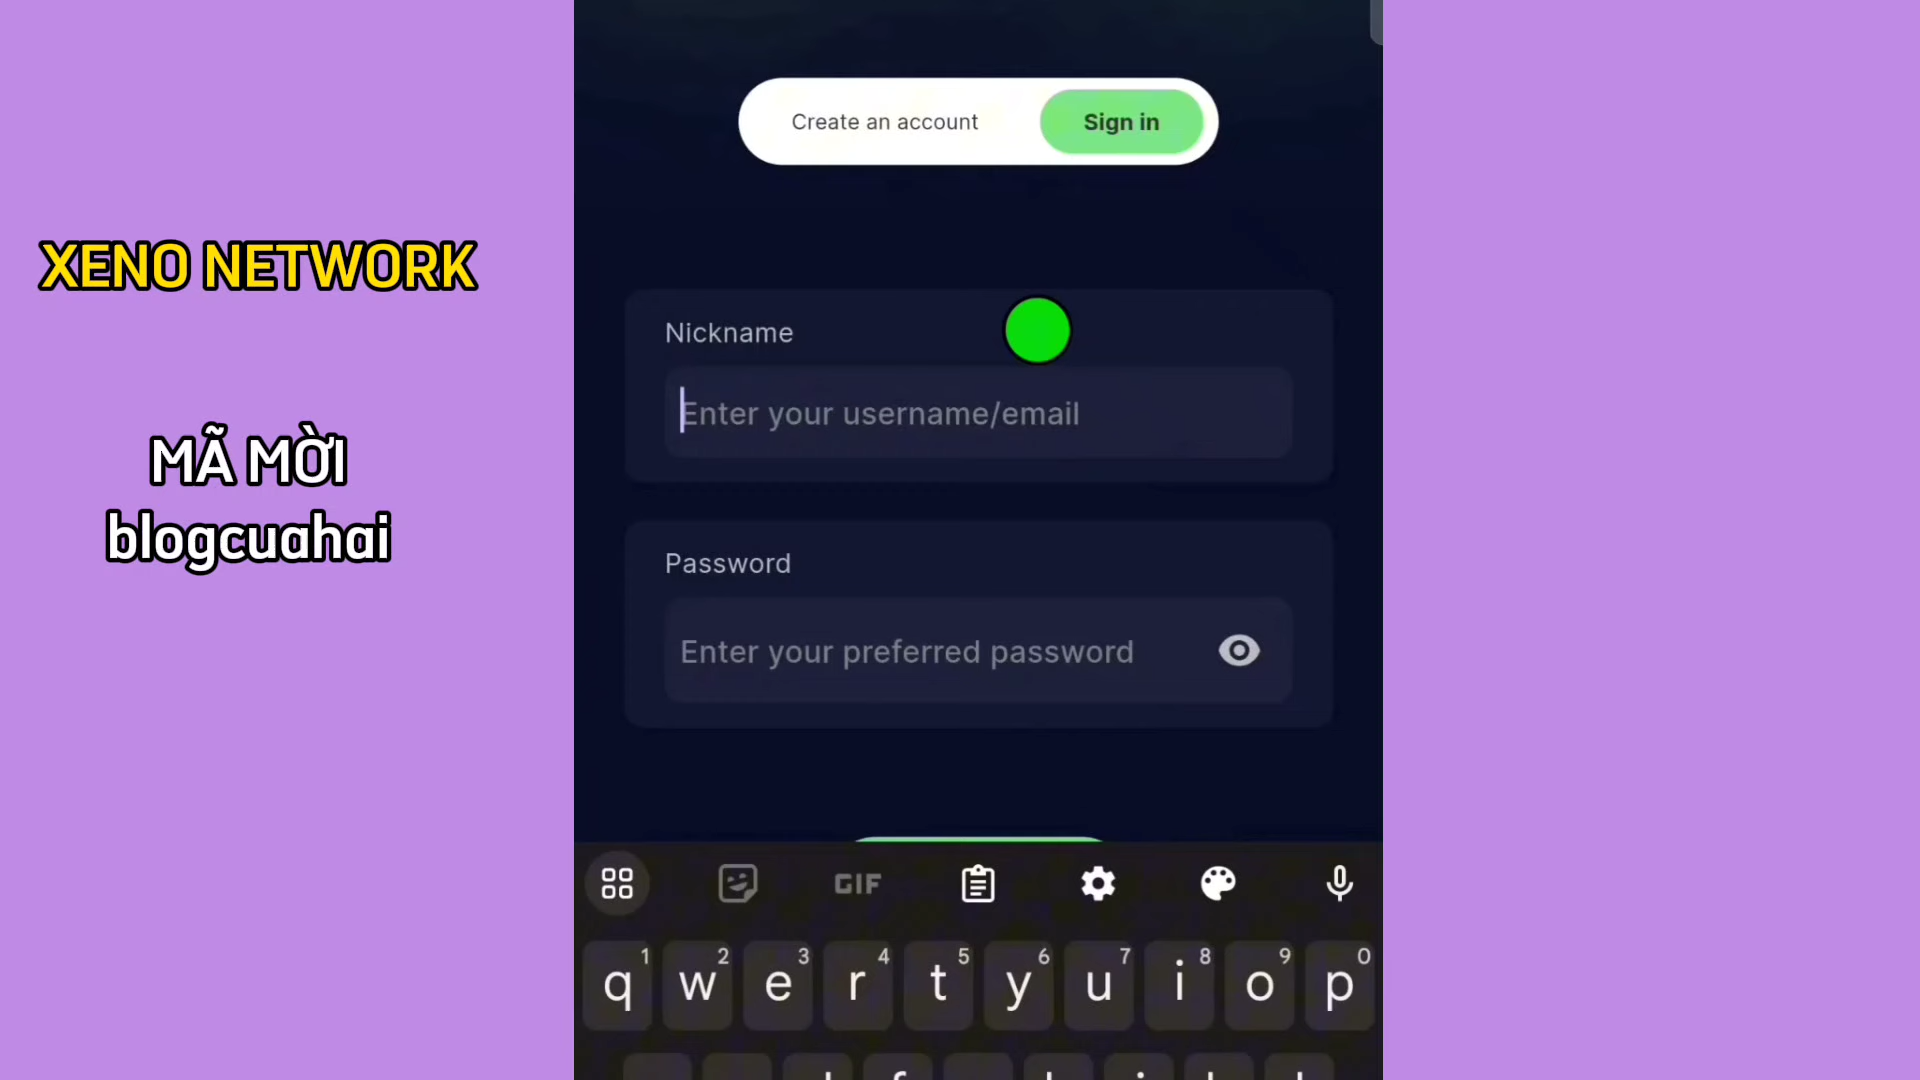 XENO NETWORK
MÃ MỜI
blogcuahai
Create an account
Sign in
Nickname
Enter your username/email
Password
Enter your preferred password
GIF
1 2 3 4 5 6 7 8 9 0
q w e r t y u i o p